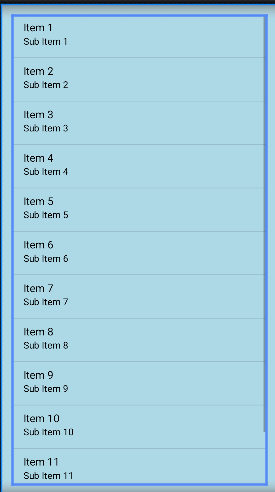 Item 1
Sub Item 1
Item 2
Sub Item 2
Item 3
Sub Item 3
Item 4
Sub Item 4
Item 5
Sub Item 5
Item 6
Sub Item 6
Item 7
Sub Item 7
Item 8
Sub Item 8
Item 9
Sub Item 9
Item 10
Sub Item 10
Item 11
Sub Item 11